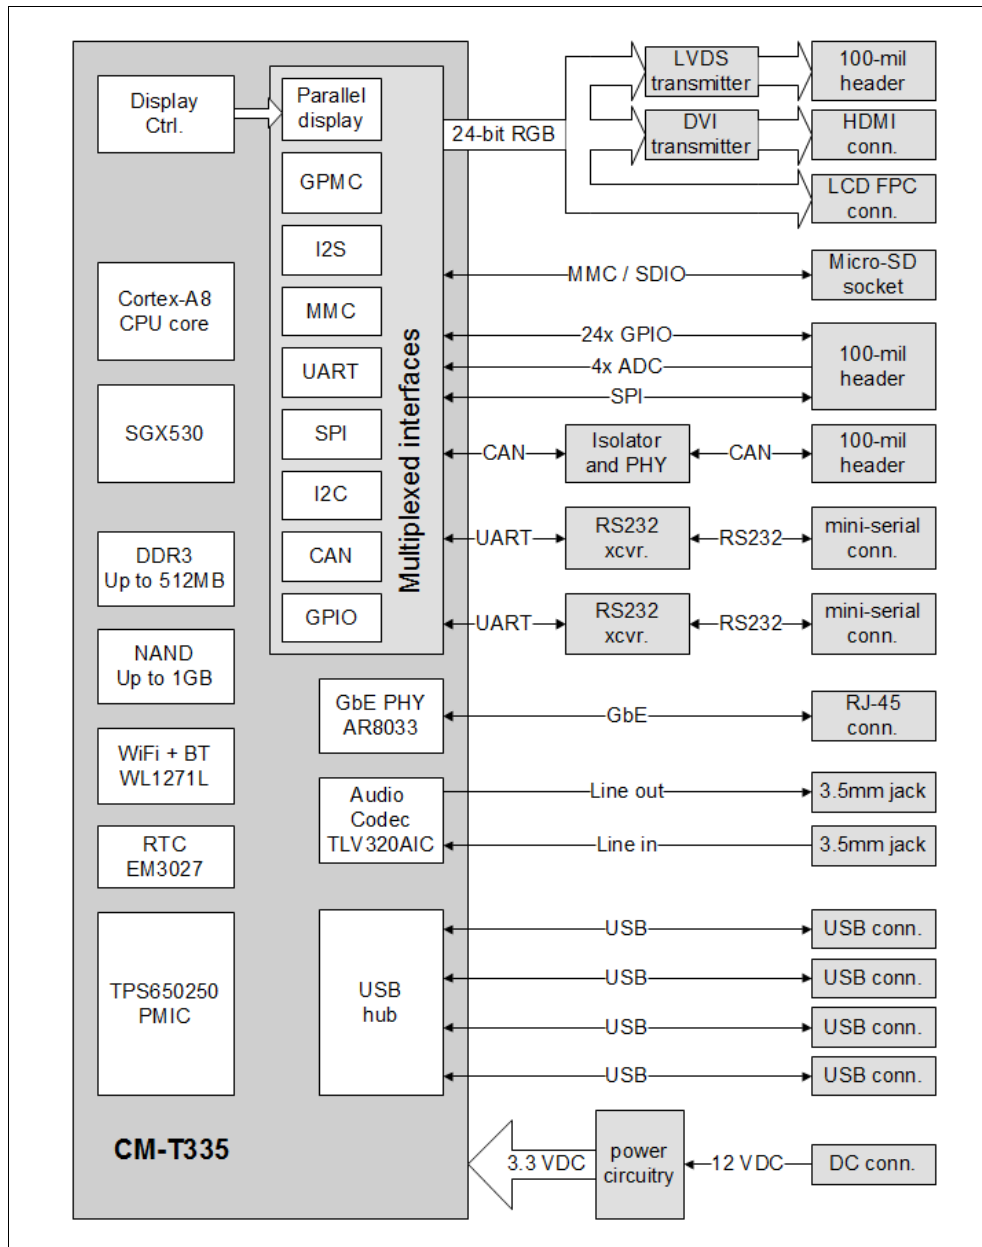 Display
Ctrl.
Parallel
display
GPMC
I2S
MMC
UART
SPI
I2C
CAN
GPIO
Multiplexed interfaces
Cortex-A8
CPU core
SGX530
DDR3
Up to 512MB
NAND
Up to 1GB
WiFi + BT
WL1271L
RTC
EM3027
TPS650250
PMIC
GbE PHY
AR8033
Audio
Codec
TLV320AIC
USB
hub
CM-T335
24-bit RGB
LVDS
transmitter
100-mil
header
DVI
transmitter
HDMI
conn.
LCD FPC
conn.
MMC / SDIO
Micro-SD
socket
24x GPIO
4x ADC
SPI
100-mil
header
CAN
Isolator
and PHY
CAN
100-mil
header
UART
RS232
xcvr.
RS232
mini-serial
conn.
UART
RS232
xcvr.
RS232
mini-serial
conn.
GbE
RJ-45
conn.
Line out
3.5mm jack
Line in
3.5mm jack
USB
USB conn.
USB
USB conn.
USB
USB conn.
USB
USB conn.
3.3 VDC
power
circuitry
12 VDC
DC conn.